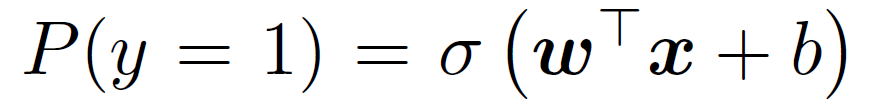 P(y = 1) = σ (𝒘⊤𝒙 + b)